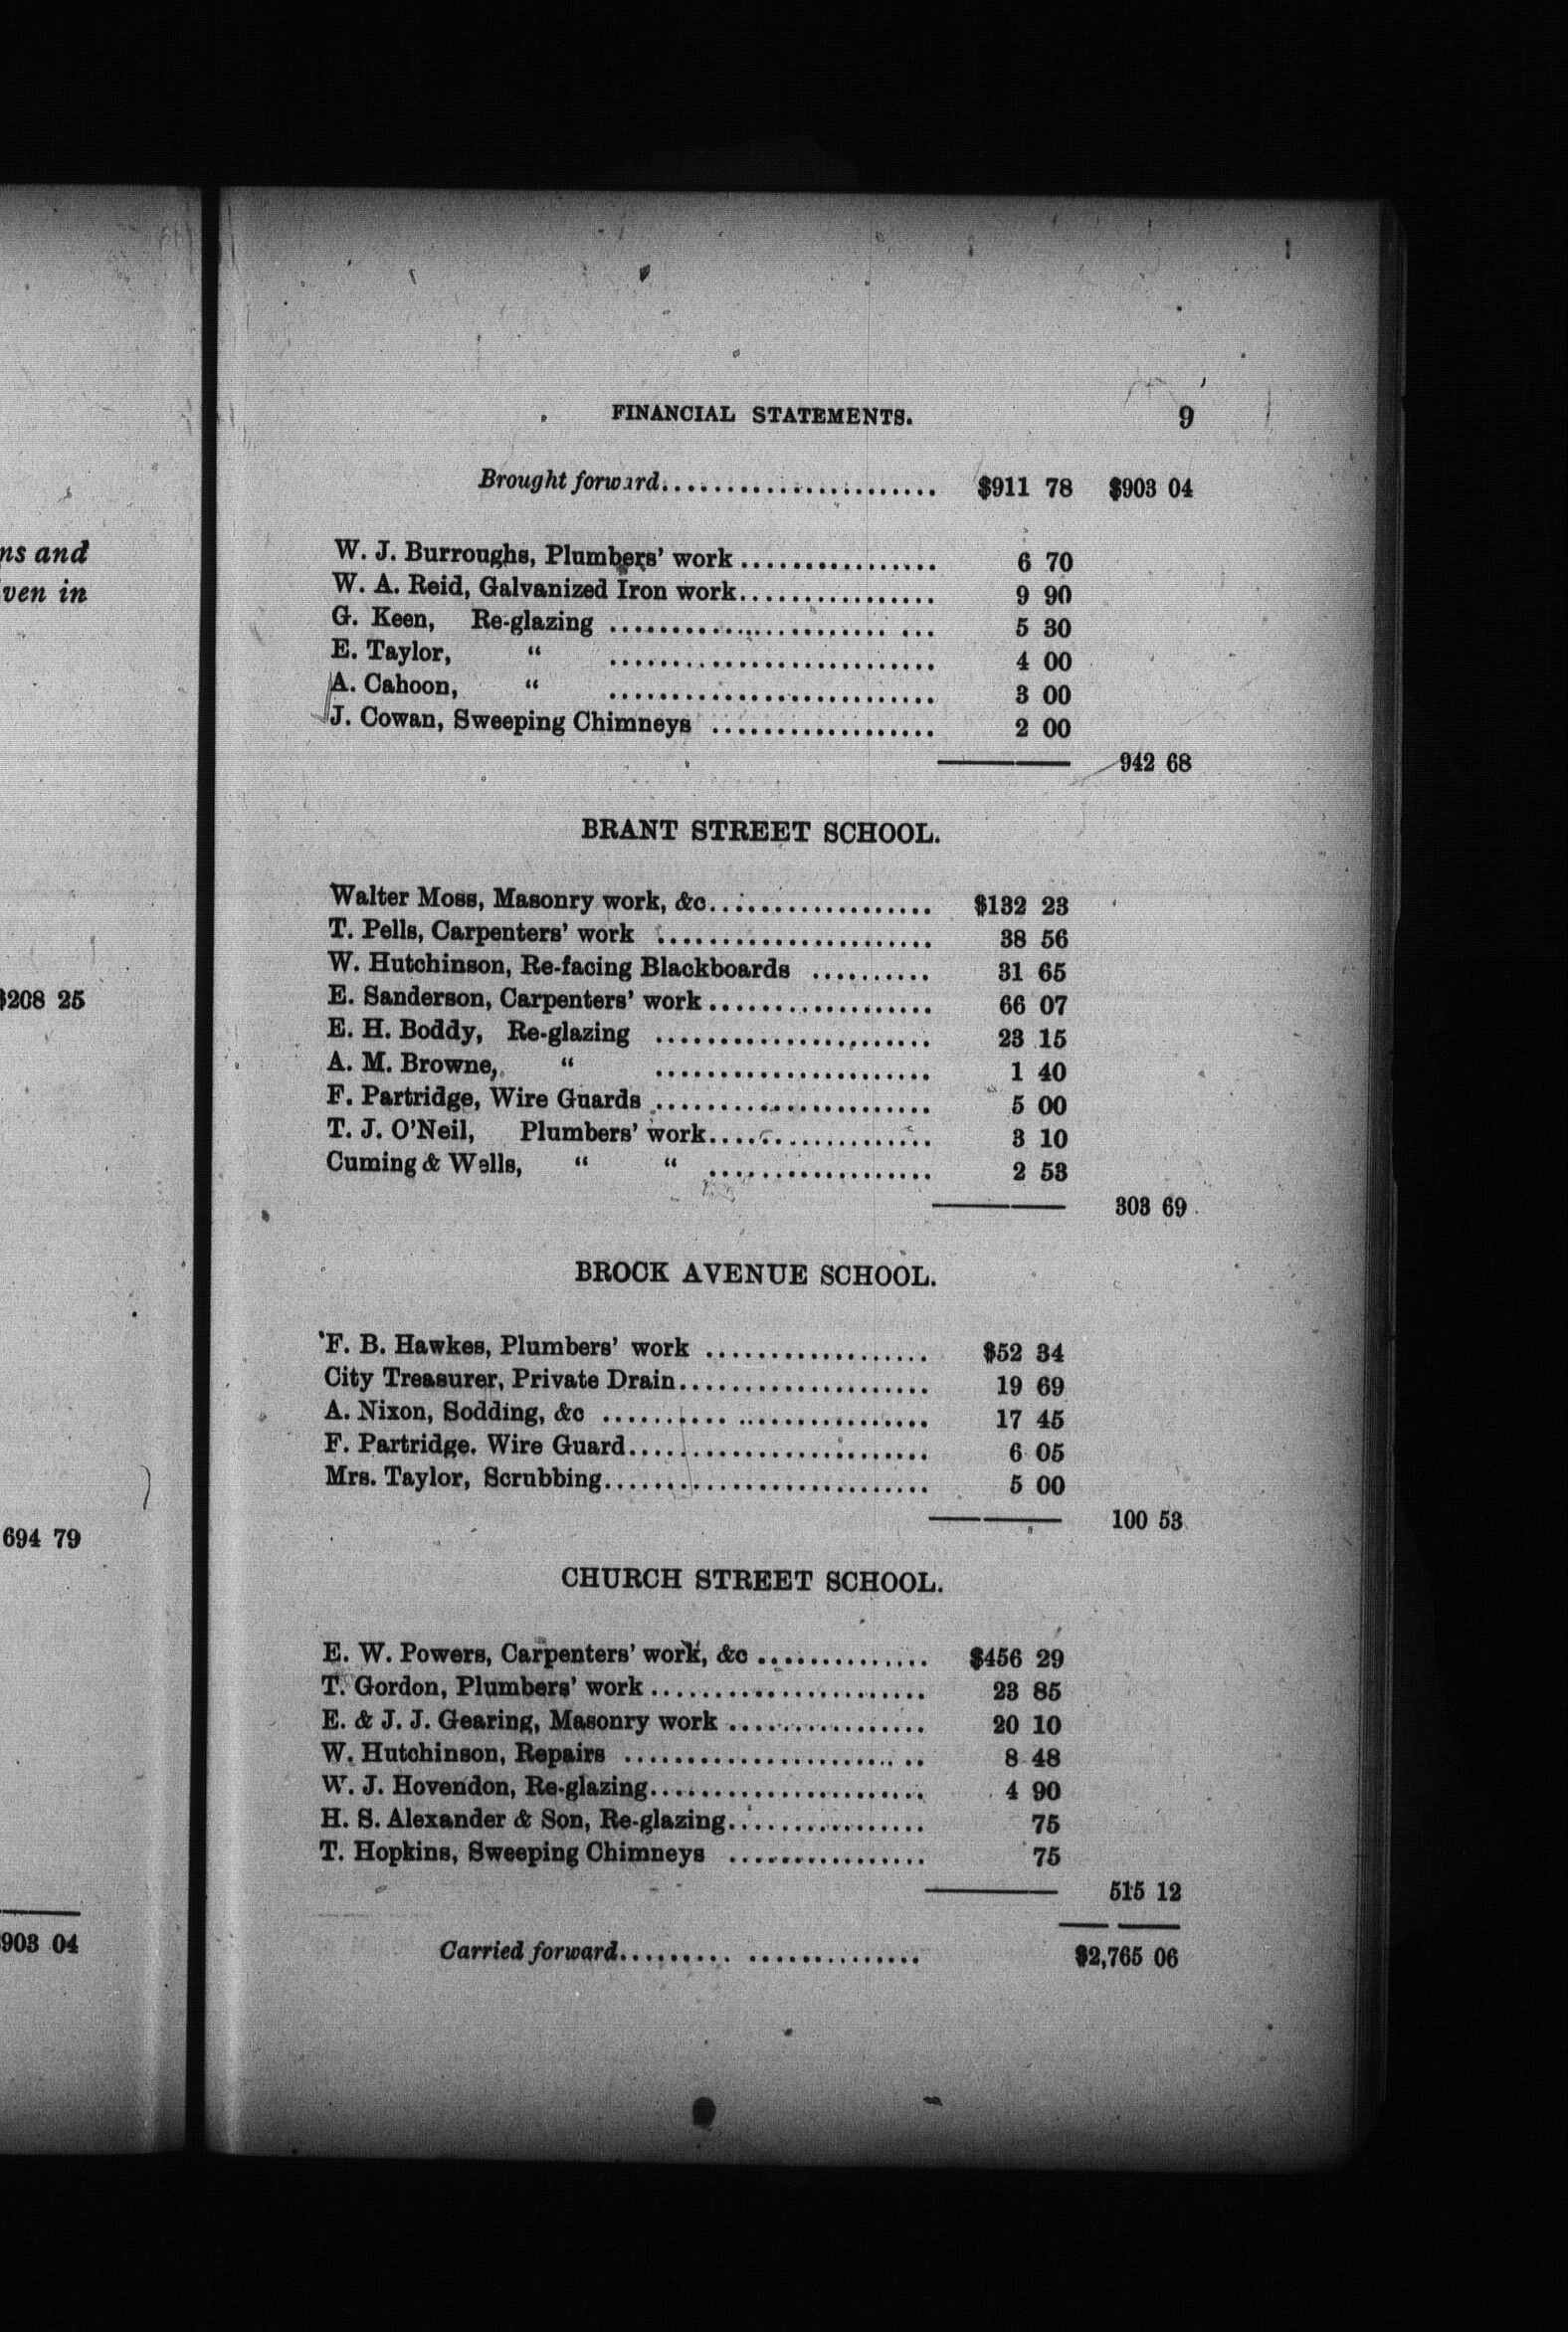 ns and
ven in
$208 25
694 79
903 04
FINANCIAL STATEMENTS. 9
Brought forward........................ $911 78 $903 04
W. J. Burroughs, Plumbers' work ................ 6 70
W. A. Reid, Galvanized Iron work................ 9 90
G. Keen, Re-glazing ........................ 5 30
E. Taylor, “ ........................ 4 00
A. Cahoon, “ ........................ 3 00
J. Cowan, Sweeping Chimneys .................. 2 00
942 68
BRANT STREET SCHOOL.
Walter Moss, Masonry work, &c.................. $132 23
T. Pells, Carpenters' work ...................... 38 56
W. Hutchinson, Re-facing Blackboards .......... 31 65
E. Sanderson, Carpenters' work .................. 66 07
E. H. Boddy, Re-glazing ...................... 23 15
A. M. Browne, “ ...................... 1 40
F. Partridge, Wire Guards ...................... 5 00
T. J. O'Neil, Plumbers' work.................. 3 10
Cuming & Wells, “ “ .................. 2 53
303 69
BROCK AVENUE SCHOOL.
F. B. Hawkes, Plumbers' work .................. $52 34
City Treasurer, Private Drain.................... 19 69
A. Nixon, Sodding, &c .......................... 17 45
F. Partridge. Wire Guard........................ 6 05
Mrs. Taylor, Scrubbing.......................... 5 00
100 53
CHURCH STREET SCHOOL.
E. W. Powers, Carpenters' work, &c .............. $456 29
T. Gordon, Plumbers' work ...................... 23 85
E. & J. J. Gearing, Masonry work ................ 20 10
W. Hutchinson, Repairs ........................ 8 48
W. J. Hovendon, Re-glazing...................... 4 90
H. S. Alexander & Son, Re-glazing................ 75
T. Hopkins, Sweeping Chimneys ................ 75
515 12
Carried forward......... .............. $2,765 06